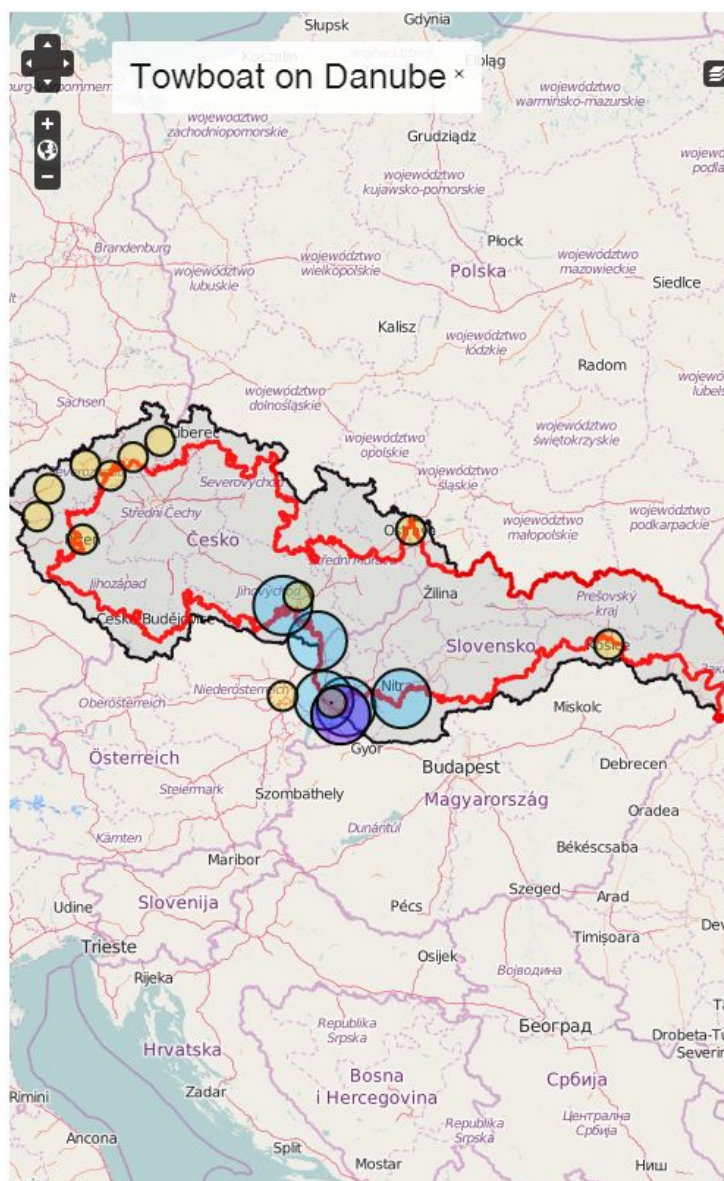 Słupsk
Gdynia
Koszalin
Elbląg
Towboat on Danube ×
województwo
warmińsko-mazurskie
województwo
zachodniopomorskie
Grudziądz
województwo
kujawsko-pomorskie
Brandenburg
Płock
województwo
lubuskie
województwo
wielkopolskie
Polska
województwo
mazowieckie
Siedlce
Kalisz
województwo
łódzkie
Radom
Sachsen
województwo
dolnośląskie
województwo
świętokrzyskie
województwo
opolskie
województwo
śląskie
Severovýchod
Střední Čechy
województwo
małopolskie
województwo
podkarpackie
Česko
Střední Morava
Jihozápad
Jihovýchod
Žilina
Prešovský
kraj
České Budějovice
Slovensko
Nitra
Niederösterreich
Oberösterreich
Miskolc
Österreich
Győr
Budapest
Debrecen
Steiermark
Szombathely
Magyarország
Oradea
Dunántúl
Kärnten
Békéscsaba
Maribor
Szeged
Arad
Udine
Slovenija
Pécs
Timișoara
Trieste
Osijek
Војводина
Rijeka
Београд
Republika
Srpska
Drobeta-Tu
Severin
Hrvatska
Bosna
i Hercegovina
Србија
Rimini
Zadar
Централна
Србија
Republika
Srpska
Ancona
Split
Mostar
Ниш